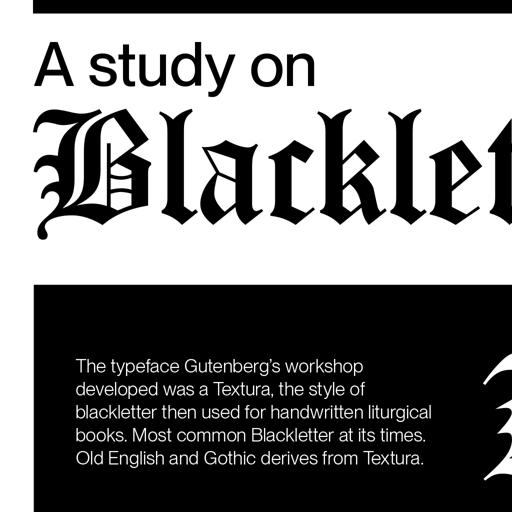 A study on
Blacklet
The typeface Gutenberg's workshop
developed was a Textura, the style of
blackletter then used for handwritten liturgical
books. Most common Blackletter at its times.
Old English and Gothic derives from Textura.